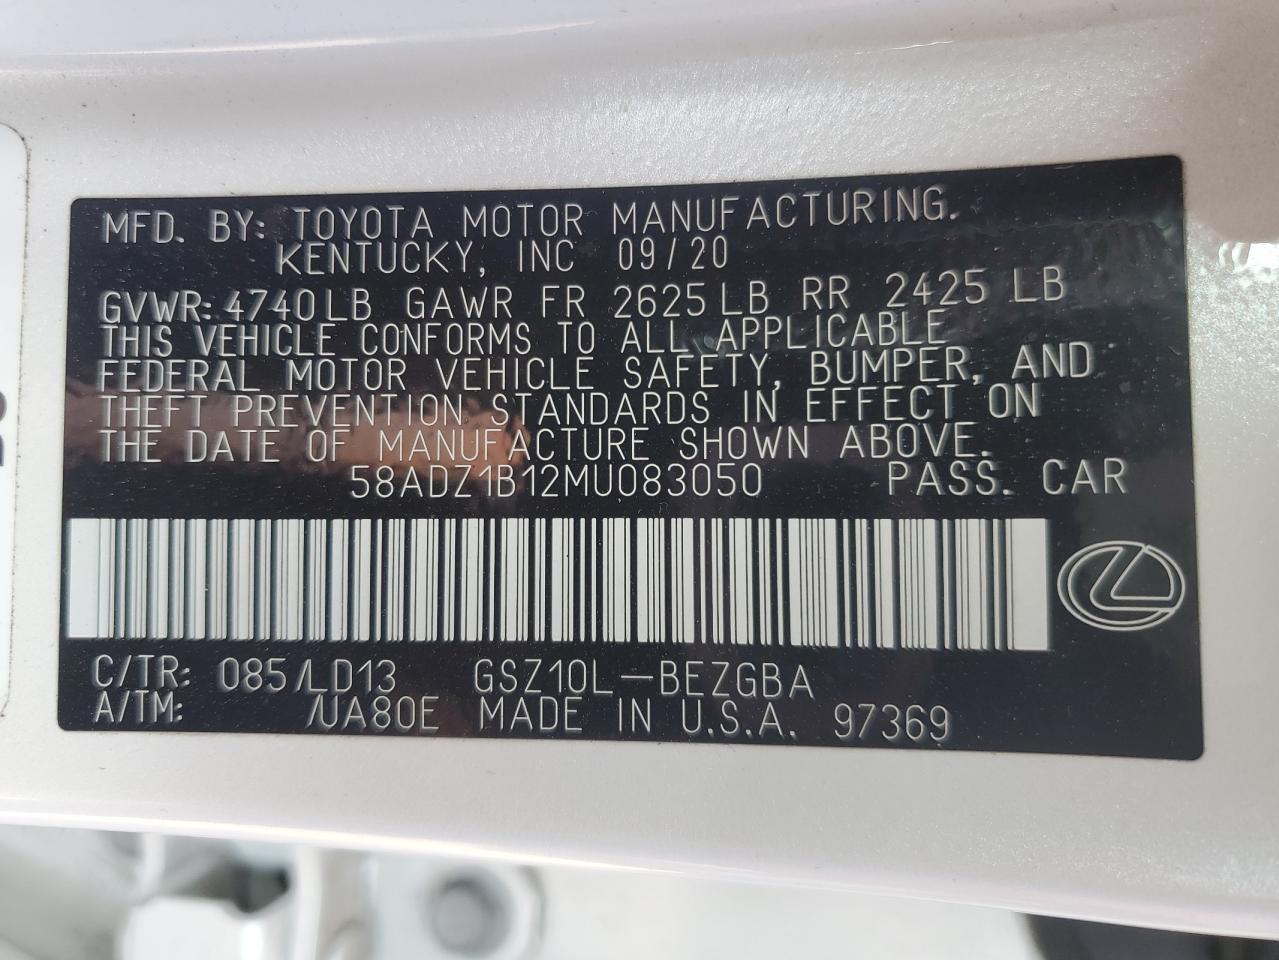 MFD. BY: TOYOTA MOTOR MANUFACTURING.
KENTUCKY, INC 09/20
GVWR: 4740LB GAWR FR 2625LB RR 2425 LB
THIS VEHICLE CONFORMS TO ALL APPLICABLE
FEDERAL MOTOR VEHICLE SAFETY, BUMPER, AND
THEFT PREVENTION STANDARDS IN EFFECT ON
THE DATE OF MANUFACTURE SHOWN ABOVE.
58ADZ1B12MU083050 PASS. CAR
C/TR: 085/LD13 GSZ10L-BEZGBA
A/TM: /UA80E MADE IN U.S.A. 97369